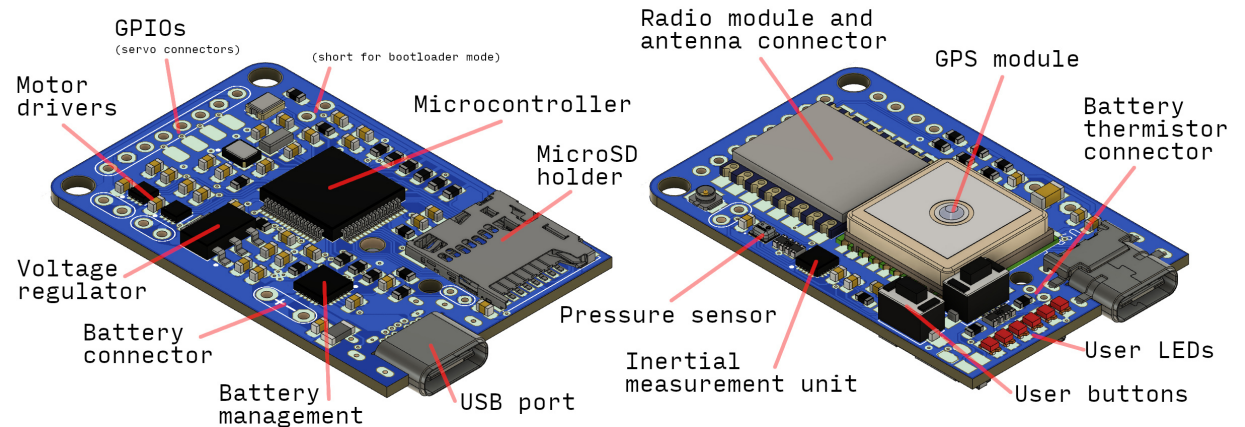 GPIOs
(servo connectors)
(short for bootloader mode)
Motor
drivers
Microcontroller
MicroSD
holder
Voltage
regulator
Battery
connector
Battery
management
USB port
+
Radio module and
antenna connector
GPS module
Battery
thermistor
connector
Pressure sensor
Inertial
measurement unit
User LEDs
User buttons